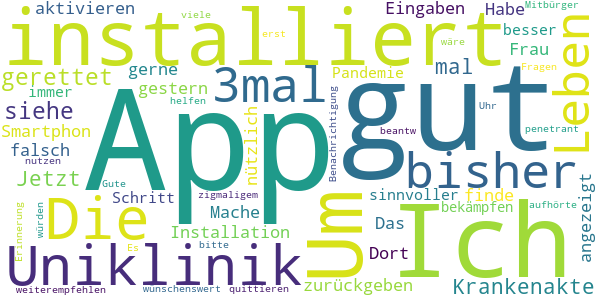 aktivieren
installiert
viele
erst
Eingaben
Habe
Mitbürger
besser
Frau
wäre
Fragen
Leben
gerettet
gerne
immer
gestern
3mal
Pandemie
mal
siehe
App
gut
helfen
Smartphon
nützlich
Benachrichtigung
Uhr
beantw
penetrant
falsch
nutzen
bisher
Jetzt
Gute
Schritt
zigmaligem
sinnvoller
finde
angezeigt
Die
Mache
Um
Das
bekämpfen
aufhörte
Ich
Erinnerung
würden
Installation
Es
bitte
Dort
Uniklinik
zurückgeben
Krankenakte
weiterempfehlen
wünschenswert
quittieren